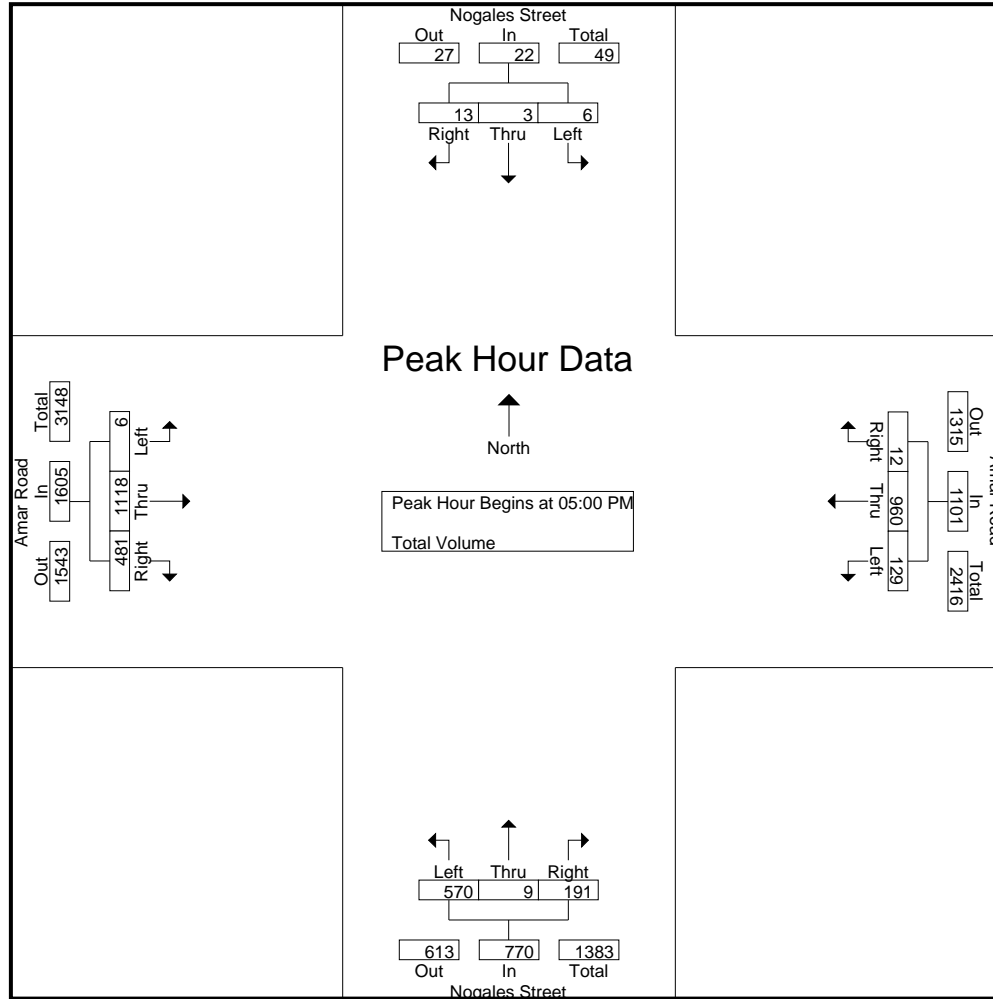 Nogales Street
Out In Total
27 22 49
13 3 6
Right Thru Left
Peak Hour Data
North
Peak Hour Begins at 05:00 PM
Total Volume
Amar Road
Out In Total
1543 1605 3148
481 1118 6
Right Thru Left
Out In Total
1315 1101 2416
Right Thru Left
12 960 129
Left Thru Right
570 9 191
613 770 1383
Out In Total
Nogales Street